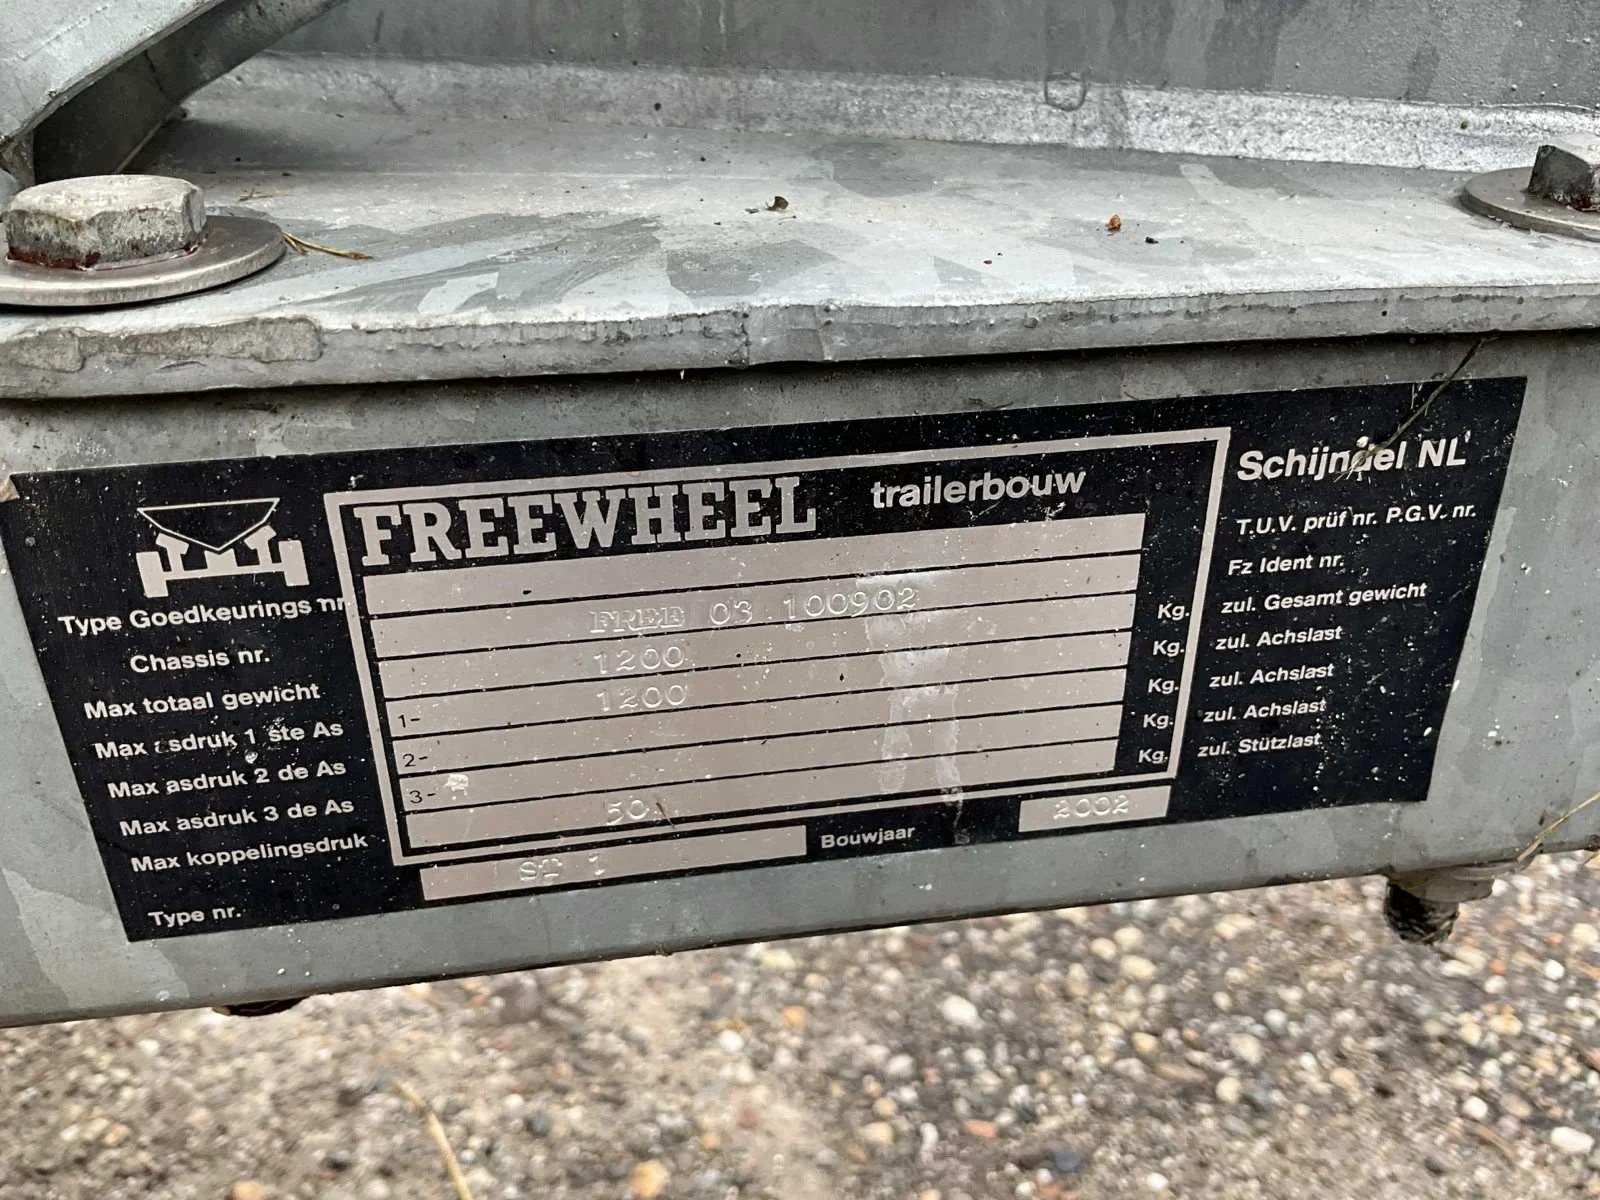 FREEWHEEL trailerbouw Schijndel NL
Type Goedkeurings nr T.U.V. prüf nr. P.G.V. nr.
Chassis nr. FREE 03 100902 Fz Ident nr.
Max totaal gewicht 1200 Kg. zul. Gesamt gewicht
Max asdruk 1 ste As 1- 1200 Kg. zul. Achslast
Max asdruk 2 de As 2- Kg. zul. Achslast
Max asdruk 3 de As 3- Kg. zul. Achslast
Max koppelingsdruk 50 Kg. zul. Stützlast
Type nr. ST 1 Bouwjaar 2002